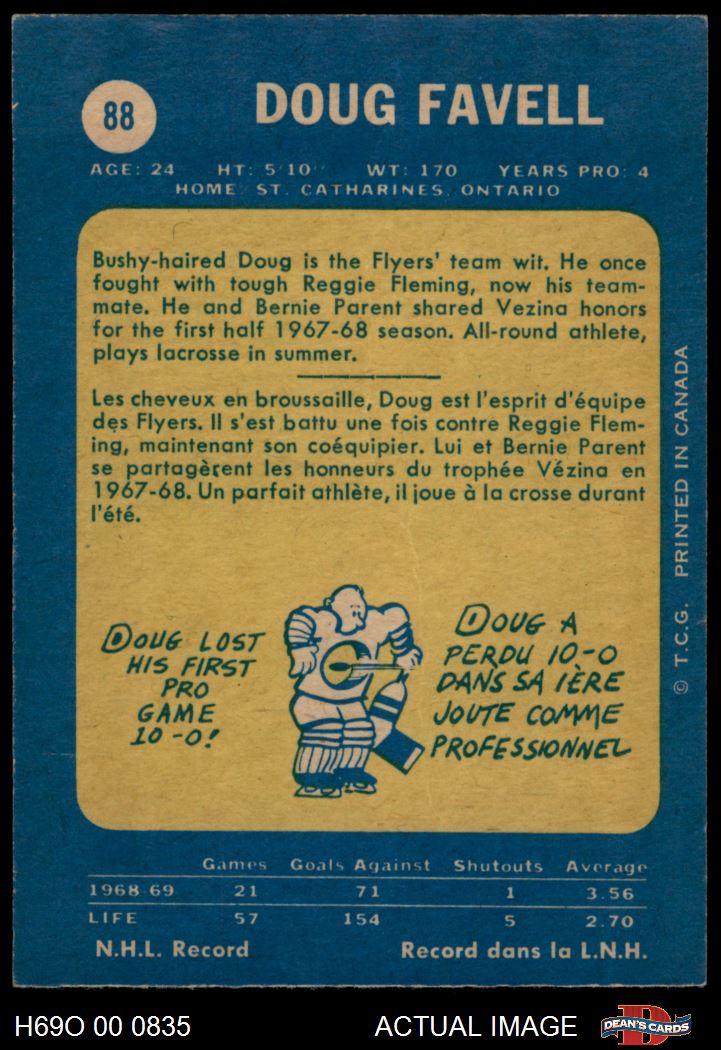 88
DOUG FAVELL
AGE: 24 HT: 5'10" WT: 170 YEARS PRO: 4
HOME: ST. CATHARINES, ONTARIO
Bushy-haired Doug is the Flyers' team wit. He once
fought with tough Reggie Fleming, now his team-
mate. He and Bernie Parent shared Vezina honors
for the first half 1967-68 season. All-round athlete,
plays lacrosse in summer.
Les cheveux en broussaille, Doug est l'esprit d'équipe
des Flyers. Il s'est battu une fois contre Reggie Flem-
ing, maintenant son coéquipier. Lui et Bernie Parent
se partagèrent les honneurs du trophée Vézina en
1967-68. Un parfait athlète, il joue à la crosse durant
l'été.
DOUG LOST
HIS FIRST
PRO
GAME
10-0!
DOUG A
PERDU 10-0
DANS SA 1ÈRE
JOUTE COMME
PROFESSIONNEL
© T.C.G. PRINTED IN CANADA
Games Goals Against Shutouts Average
1968-69 21 71 1 3.56
LIFE 57 154 5 2.70
N.H.L. Record Record dans la L.N.H.
H69O 00 0835 ACTUAL IMAGE D DEAN'S CARDS